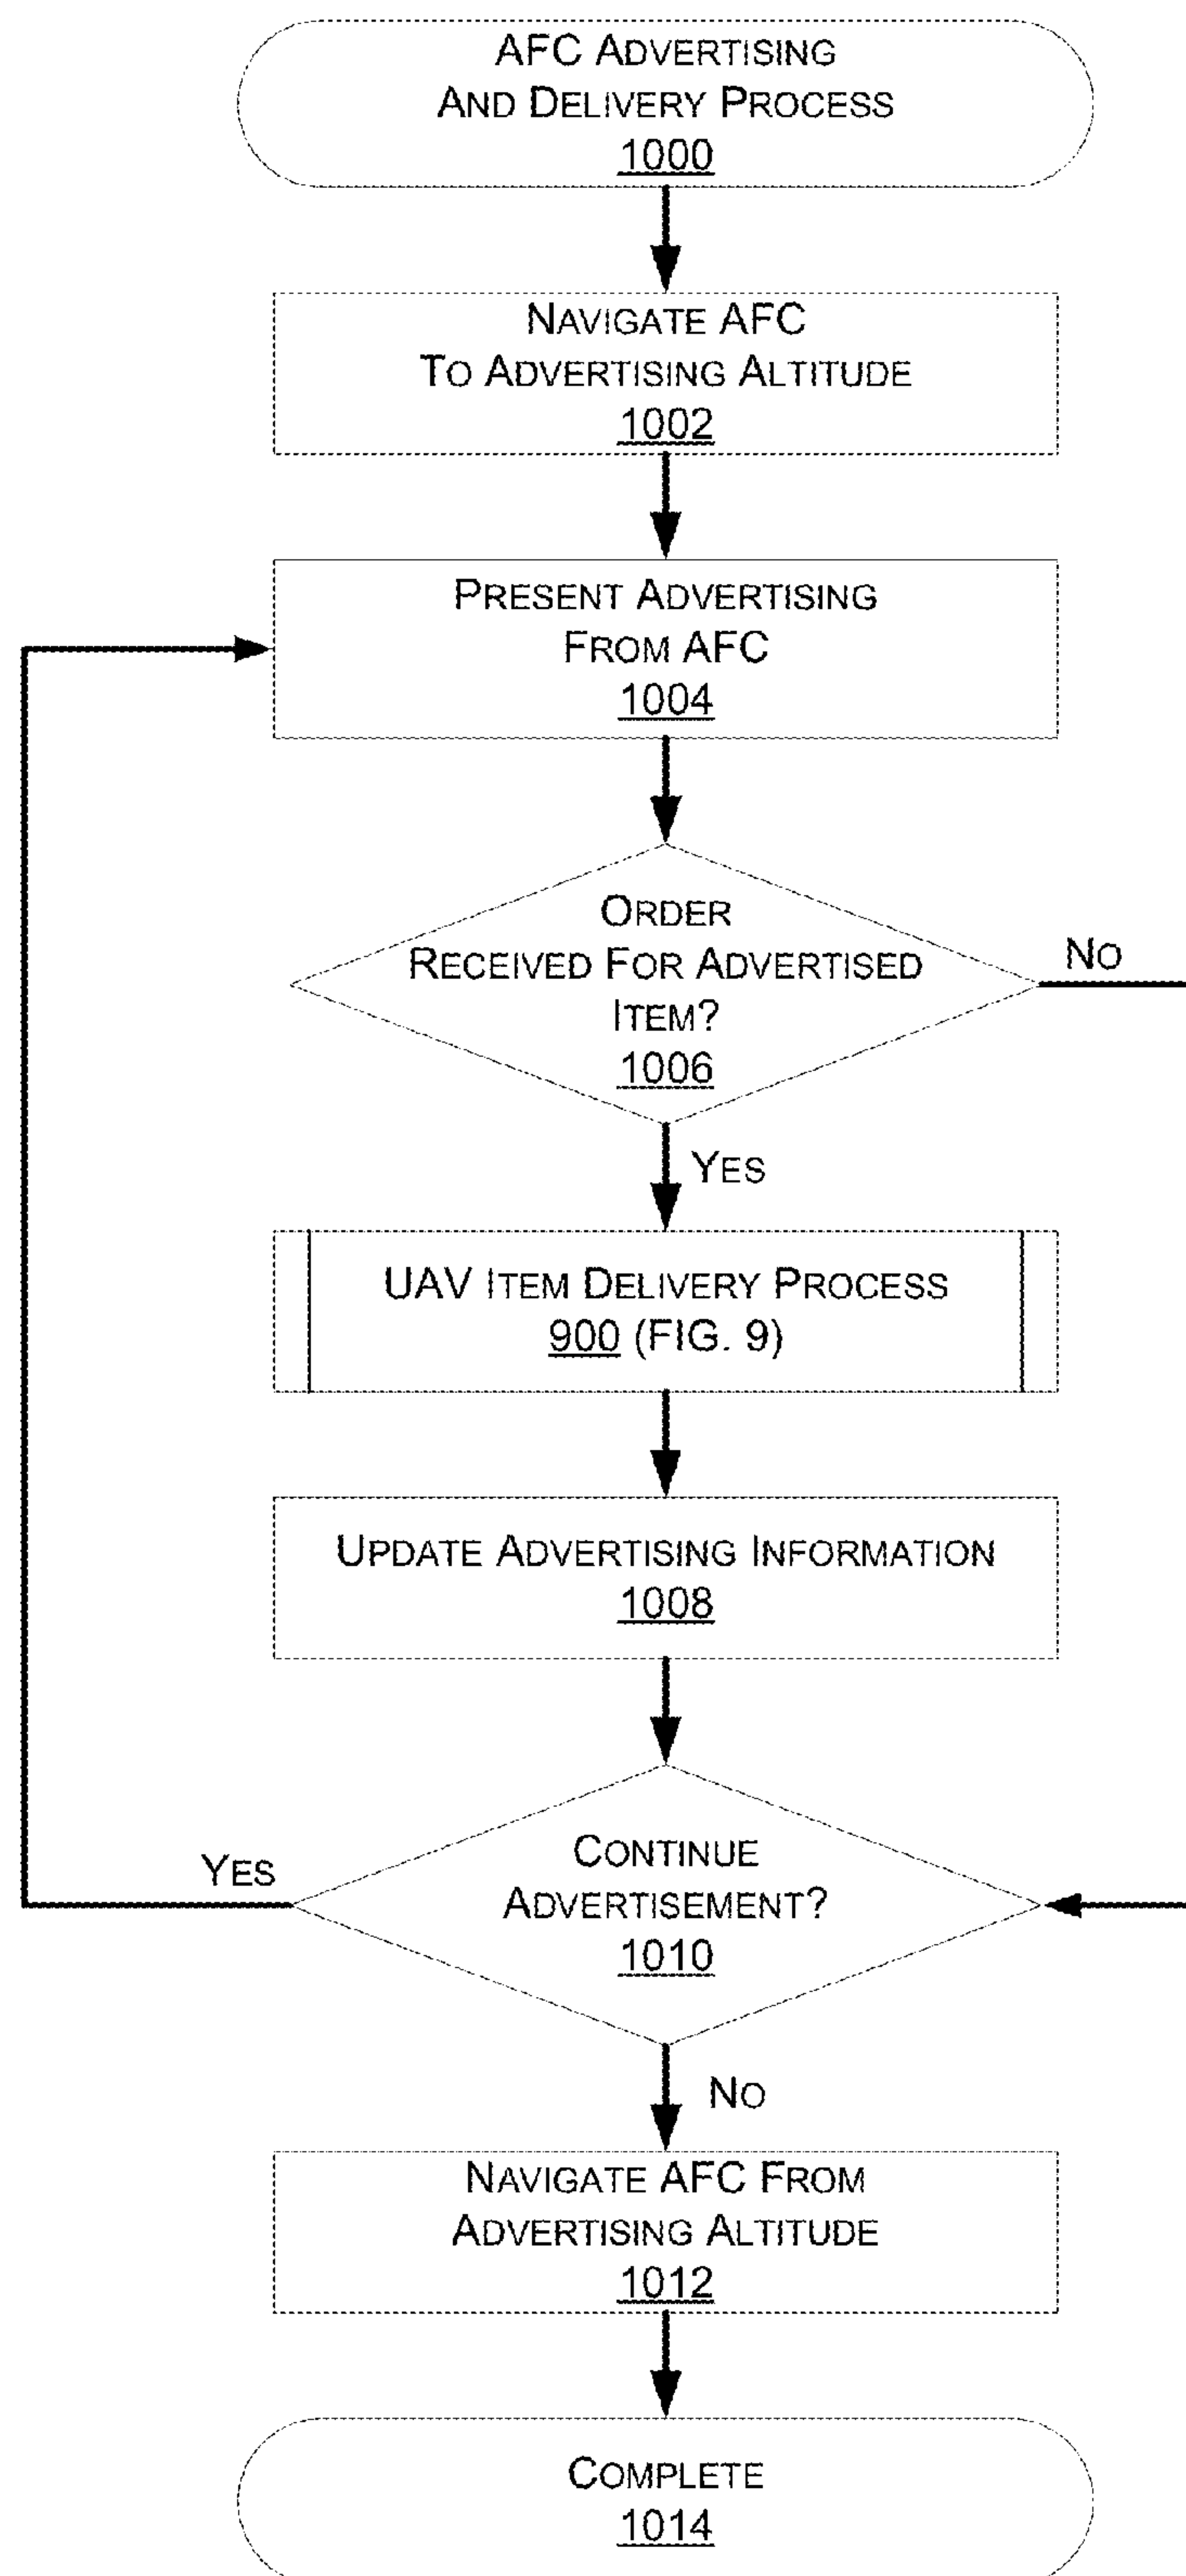 AFC ADVERTISING
AND DELIVERY PROCESS
1000
NAVIGATE AFC
TO ADVERTISING ALTITUDE
1002
PRESENT ADVERTISING
FROM AFC
1004
ORDER
RECEIVED FOR ADVERTISED
ITEM?
1006
NO
YES
UAV ITEM DELIVERY PROCESS
900 (FIG. 9)
UPDATE ADVERTISING INFORMATION
1008
CONTINUE
ADVERTISEMENT?
1010
YES
NO
NAVIGATE AFC FROM
ADVERTISING ALTITUDE
1012
COMPLETE
1014